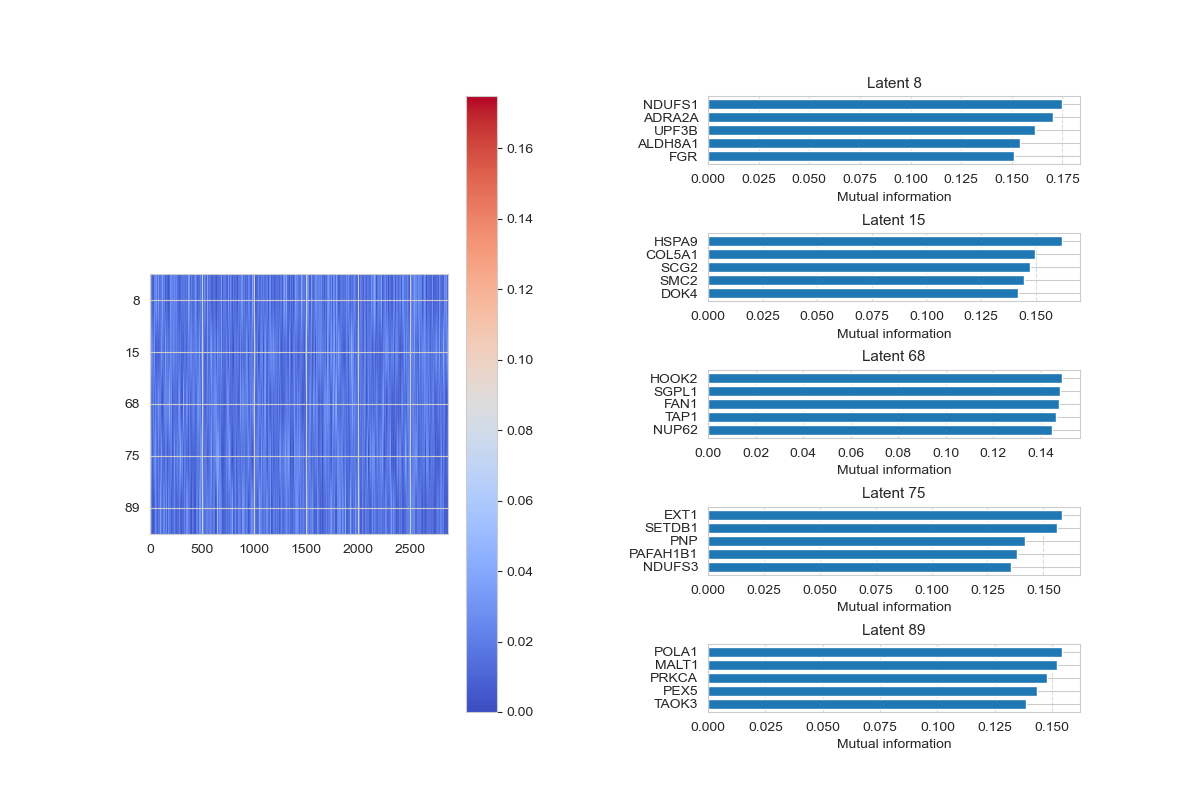 8
15
68
75
89
0 500 1000 1500 2000 2500
0.16
0.14
0.12
0.10
0.08
0.06
0.04
0.02
0.00
Latent 8
NDUFS1
ADRA2A
UPF3B
ALDH8A1
FGR
0.000 0.025 0.050 0.075 0.100 0.125 0.150 0.175
Mutual information
Latent 15
HSPA9
COL5A1
SCG2
SMC2
DOK4
0.000 0.025 0.050 0.075 0.100 0.125 0.150
Mutual information
Latent 68
HOOK2
SGPL1
FAN1
TAP1
NUP62
0.00 0.02 0.04 0.06 0.08 0.10 0.12 0.14
Mutual information
Latent 75
EXT1
SETDB1
PNP
PAFAH1B1
NDUFS3
0.000 0.025 0.050 0.075 0.100 0.125 0.150
Mutual information
Latent 89
POLA1
MALT1
PRKCA
PEX5
TAOK3
0.000 0.025 0.050 0.075 0.100 0.125 0.150
Mutual information